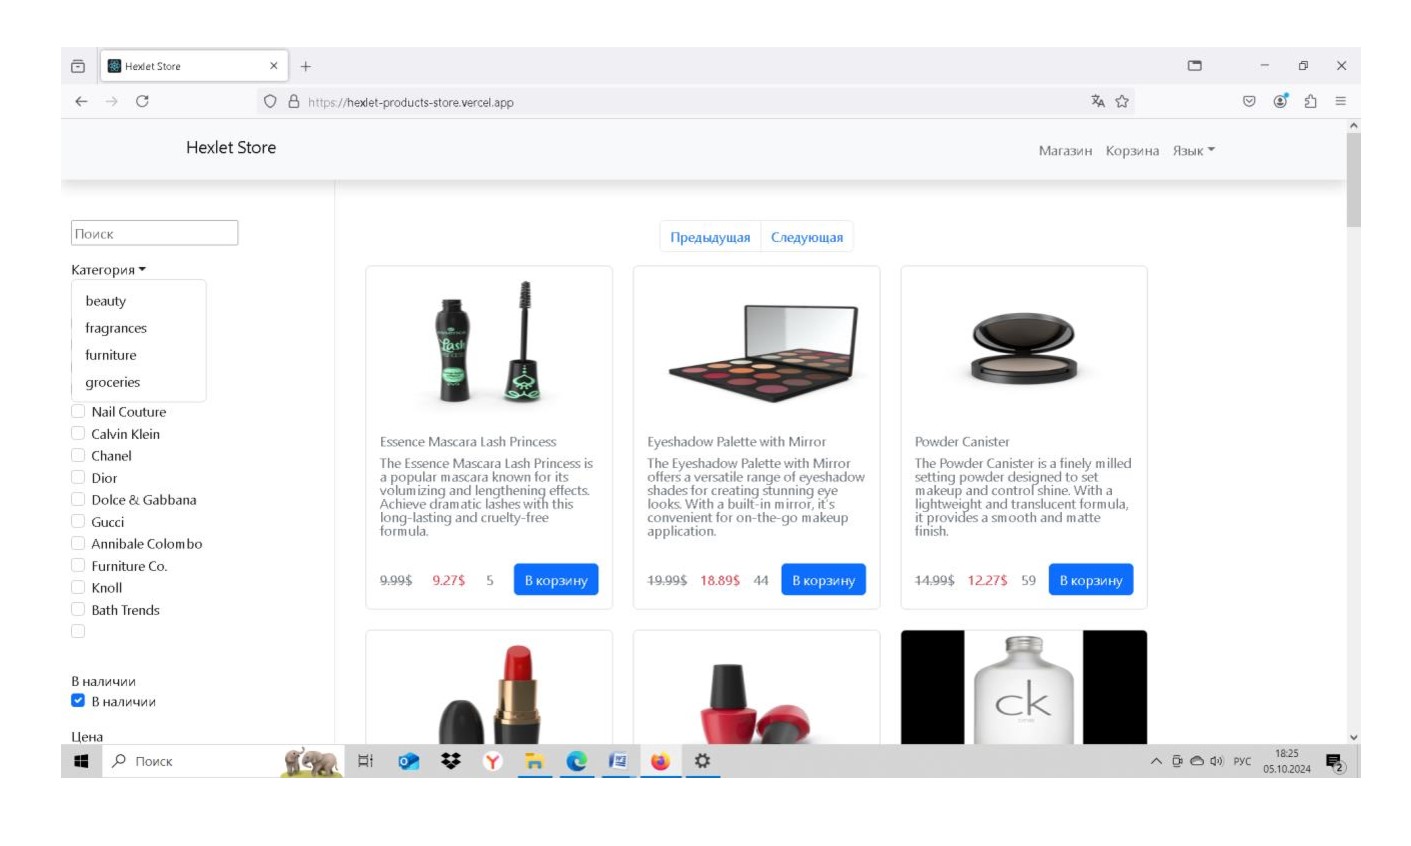 Hexlet Store
https://hexlet-products-store.vercel.app
Hexlet Store
Магазин Корзина Язык
Поиск
Категория
beauty
fragrances
furniture
groceries
Nail Couture
Calvin Klein
Chanel
Dior
Dolce & Gabbana
Gucci
Annibale Colombo
Furniture Co.
Knoll
Bath Trends
В наличии
В наличии
Цена
Предыдущая Следующая
Lash
Essence Mascara Lash Princess
The Essence Mascara Lash Princess is
a popular mascara known for its
volumizing and lengthening effects.
Achieve dramatic lashes with this
long-lasting and cruelty-free
formula.
9.99$ 9.27$ 5 В корзину
Eyeshadow Palette with Mirror
The Eyeshadow Palette with Mirror
offers a versatile range of eyeshadow
shades for creating stunning eye
looks. With a built-in mirror, it's
convenient for on-the-go makeup
application.
19.99$ 18.89$ 44 В корзину
Powder Canister
The Powder Canister is a finely milled
setting powder designed to set
makeup and control shine. With a
lightweight and translucent formula,
it provides a smooth and matte
finish.
14.99$ 12.27$ 59 В корзину
ck
Поиск
РУС
18:25
05.10.2024
2